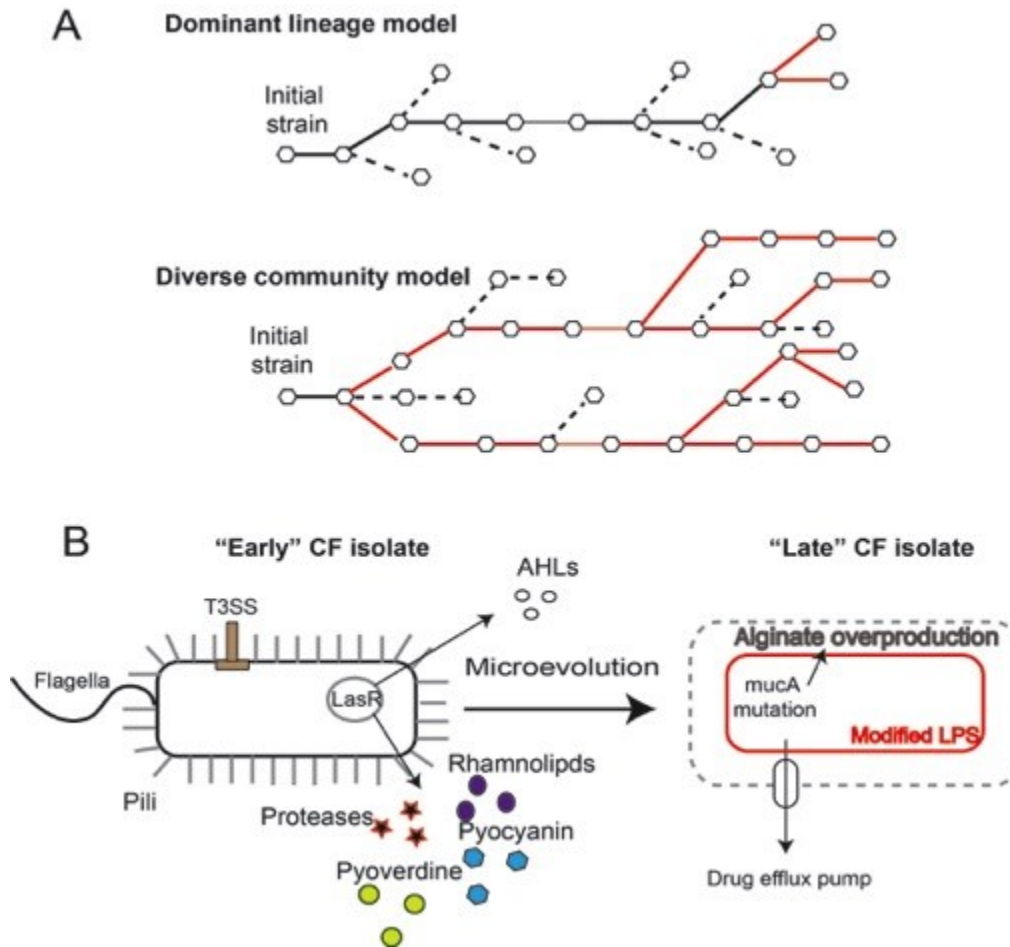 A
Dominant lineage model
Initial
strain
Diverse community model
Initial
strain
B
“Early” CF isolate
“Late” CF isolate
AHLs
T3SS
Flagella
LasR
Microevolution
Alginate overproduction
mucA
mutation
Modified LPS
Pili
Rhamnolipds
Proteases
Pyocyanin
Pyoverdine
Drug efflux pump